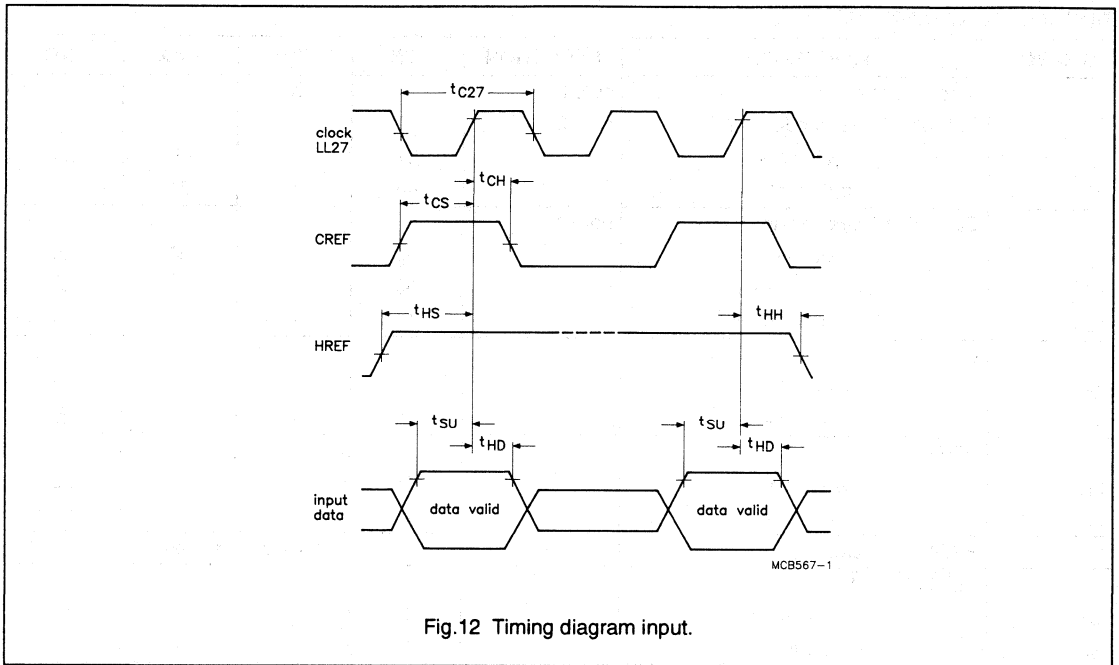 tC27
clock
LL27
tCH
tCS
CREF
tHS
tHH
HREF
tSU
tSU
tHD
tHD
input
data
data valid
data valid
MCB567-1
Fig.12 Timing diagram input.